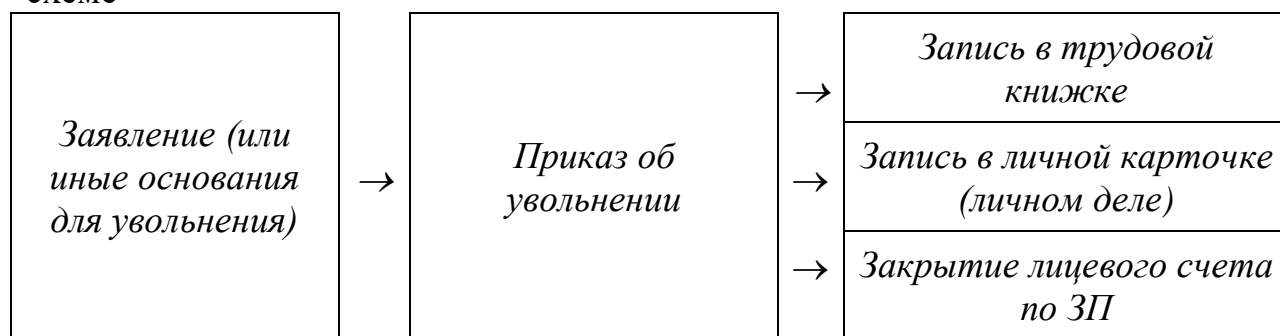 схеме
Заявление (или
иные основания
для увольнения)
→
Приказ об
увольнении
→
Запись в трудовой
книжке
→
Запись в личной карточке
(личном деле)
→
Закрытие лицевого счета
по ЗП